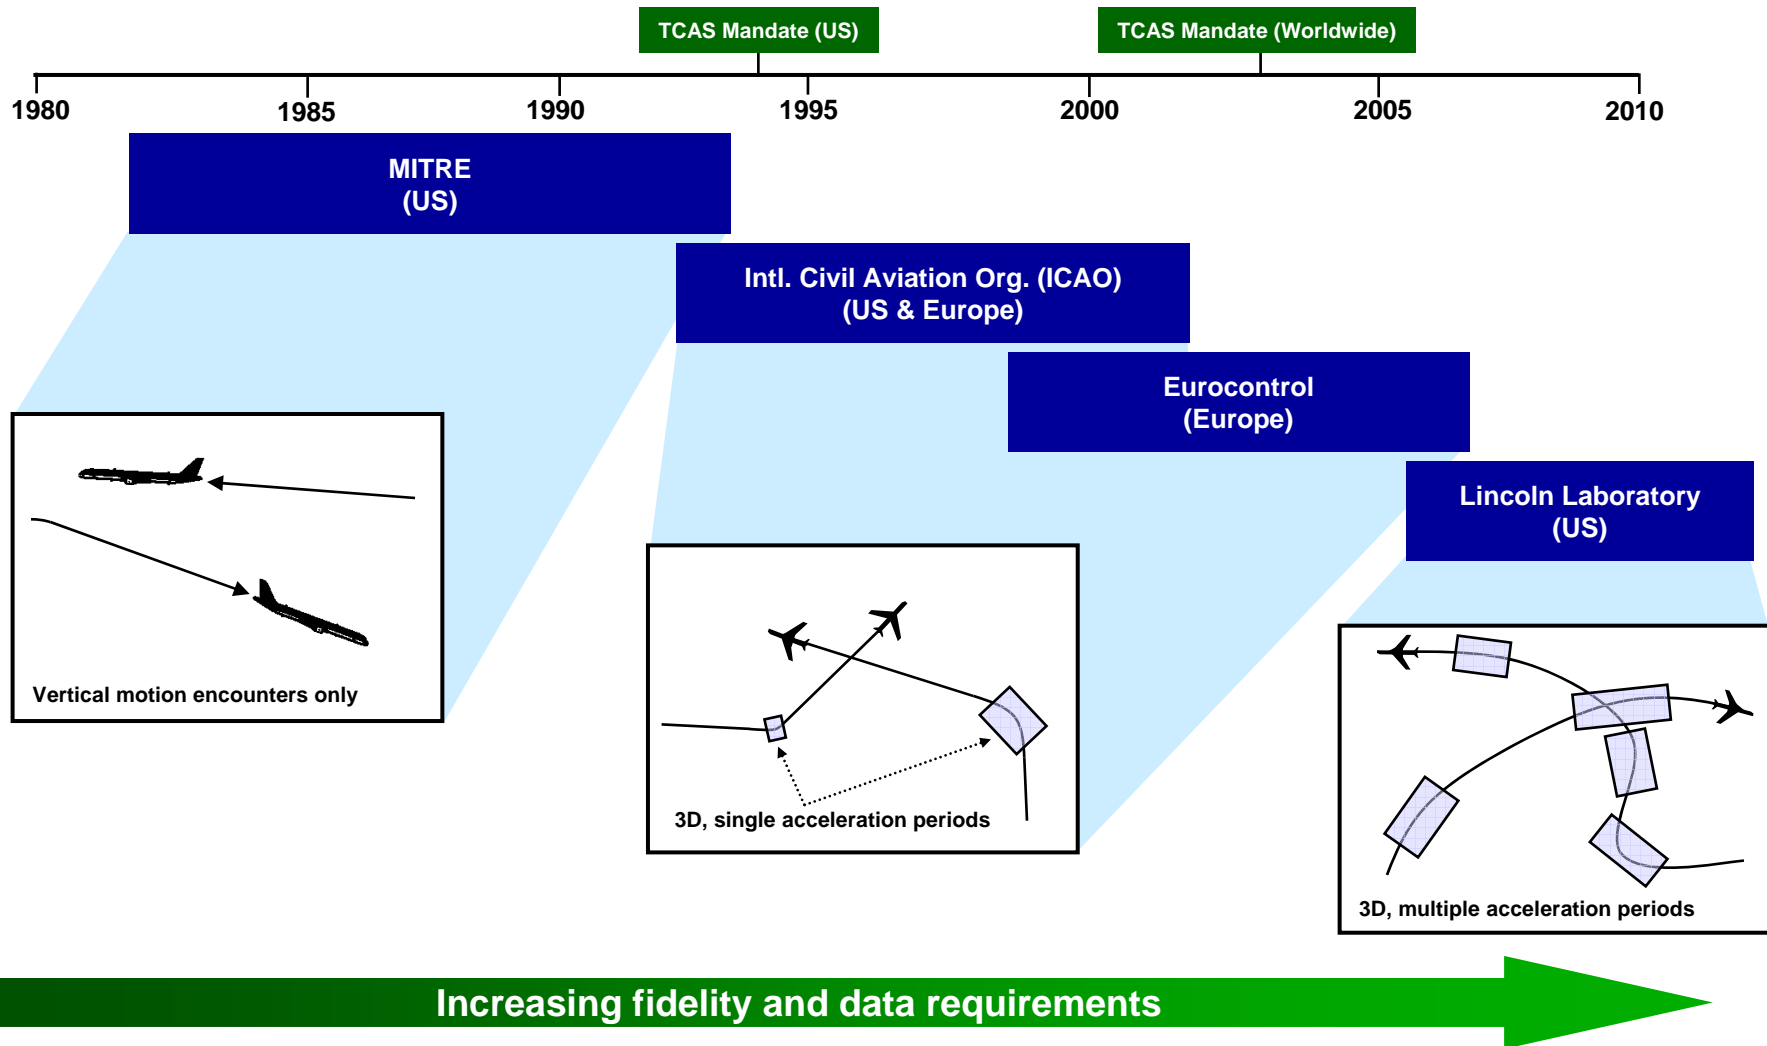 TCAS Mandate (US)
TCAS Mandate (Worldwide)
1980
1985
1990
1995
2000
2005
2010
MITRE
(US)
Intl. Civil Aviation Org. (ICAO)
(US & Europe)
Eurocontrol
(Europe)
Lincoln Laboratory
(US)
Vertical motion encounters only
3D, single acceleration periods
3D, multiple acceleration periods
Increasing fidelity and data requirements